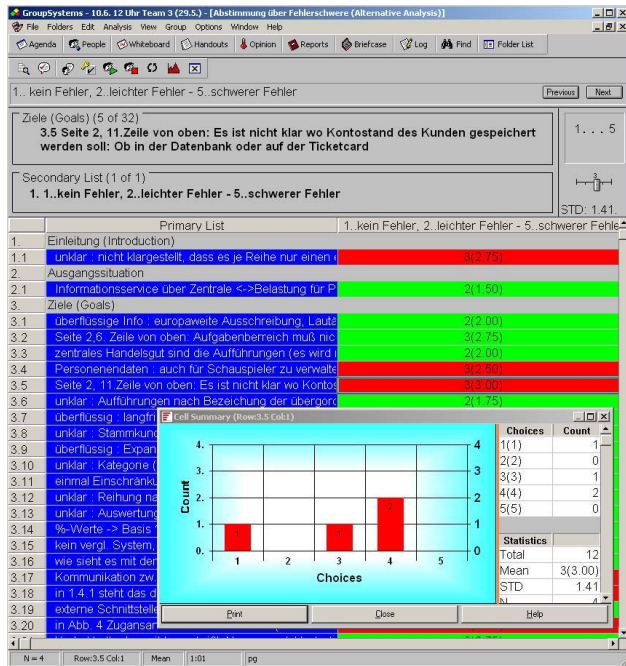 GroupSystems - 10.6. 12 Uhr Team 3 (29.5.) - [Abstimmung über Fehlerschwere (Alternative Analysis)]
File Folders Edit Analysis View Group Options Window Help
Agenda People Whiteboard Handouts Opinion Reports Briefcase Log Find Folder List
1.. kein Fehler, 2..leichter Fehler - 5..schwerer Fehler
Previous Next
Ziele (Goals) (5 of 32)
3.5 Seite 2, 11.Zeile von oben: Es ist nicht klar wo Kontostand des Kunden gespeichert
werden soll: Ob in der Datenbank oder auf der Ticketcard
1. . . 5
Secondary List (1 of 1)
1. 1..kein Fehler, 2..leichter Fehler - 5..schwerer Fehler
3
STD: 1.41
Primary List 1..kein Fehler, 2..leichter Fehler - 5..schwerer Fehle
1. Einleitung (Introduction)
1.1 unklar : nicht klargestellt, dass es je Reihe nur einen 3(2.75)
2. Ausgangssituation
2.1 Informationsservice über Zentrale <->Belastung für P 2(1.50)
3. Ziele (Goals)
3.1 überflüssige Info : europaweite Ausschreibung, Lautä 2(2.00)
3.2 Seite 2,6. Zeile von oben: Aufgabenberreich muß nic 3(2.75)
3.3 zentrales Handelsgut sind die Aufführungen (es wird 2(2.00)
3.4 Personenendaten : auch für Schauspieler zu verwalte 3(2.50)
3.5 Seite 2, 11.Zeile von oben: Es ist nicht klar wo Kontos 3(3.00)
3.6 unklar : Aufführungen nach Bezeichnung der übergord 2(1.75)
3.7 überflüssig : langfri
3.8 unklar : Stammkund
3.9 überflüssig : Expan
3.10 unklar : Kategorie (
3.11 einmal Einschränku
3.12 unklar : Reihung na
3.13 unklar : Auswertung
3.14 %-Werte -> Basis
3.15 kein vergl. System,
3.16 wie sieht es mit der
3.17 Kommunikation zw.
3.18 in 1.4.1 steht das d
3.19 externe Schnittstelle
3.20 in Abb. 4 Zugansar
Cell Summary (Row:3.5 Col:1)
Count
4. 4
3. 3
2. 2
1. 1
0. 0
1 1 2
1 2 3 4 5
Choices
Choices Count
1(1) 1
2(2) 0
3(3) 1
4(4) 2
5(5) 0
Statistics
Total 12
Mean 3(3.00)
STD 1.41
N 4
Print Close Help
N = 4 Row:3.5 Col:1 Mean 1:01 pg